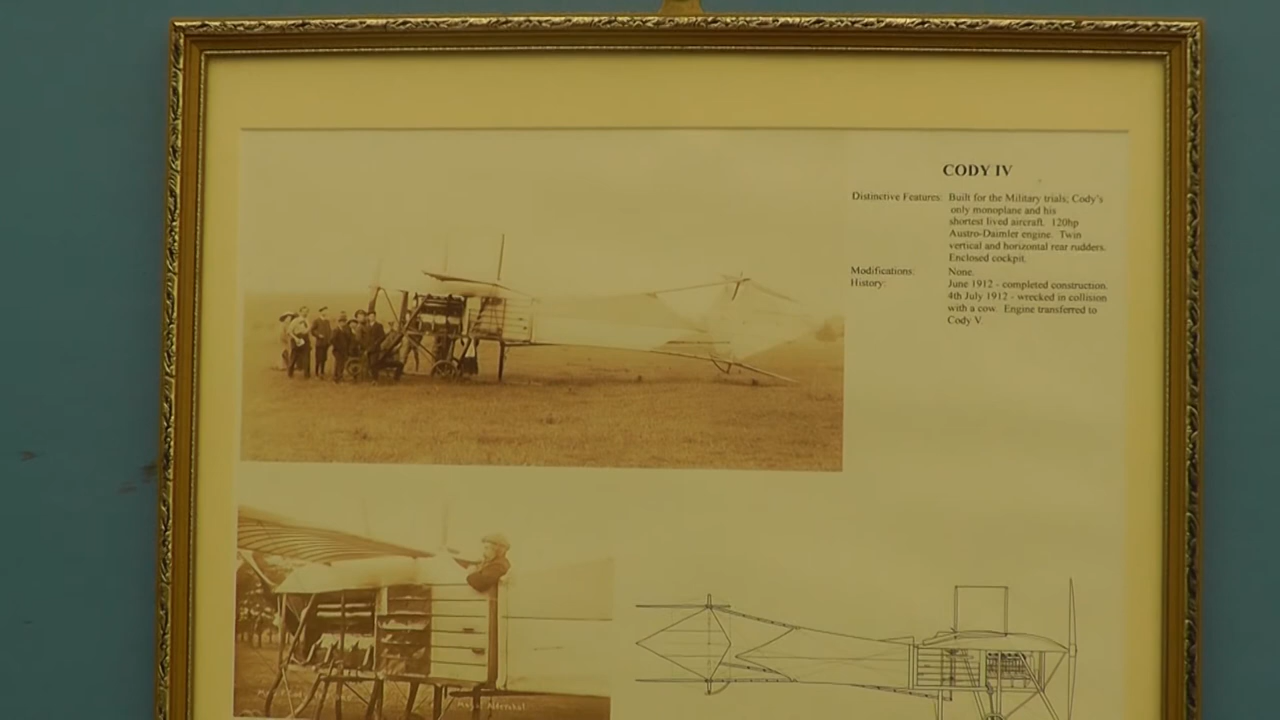 CODY IV
Distinctive Features: Built for the Military trials; Cody's
only monoplane and his
shortest lived aircraft. 120hp
Austro-Daimler engine. Twin
vertical and horizontal rear rudders.
Enclosed cockpit.
Modifications: None.
History: June 1912 - completed construction.
4th July 1912 - wrecked in collision
with a cow. Engine transferred to
Cody V.